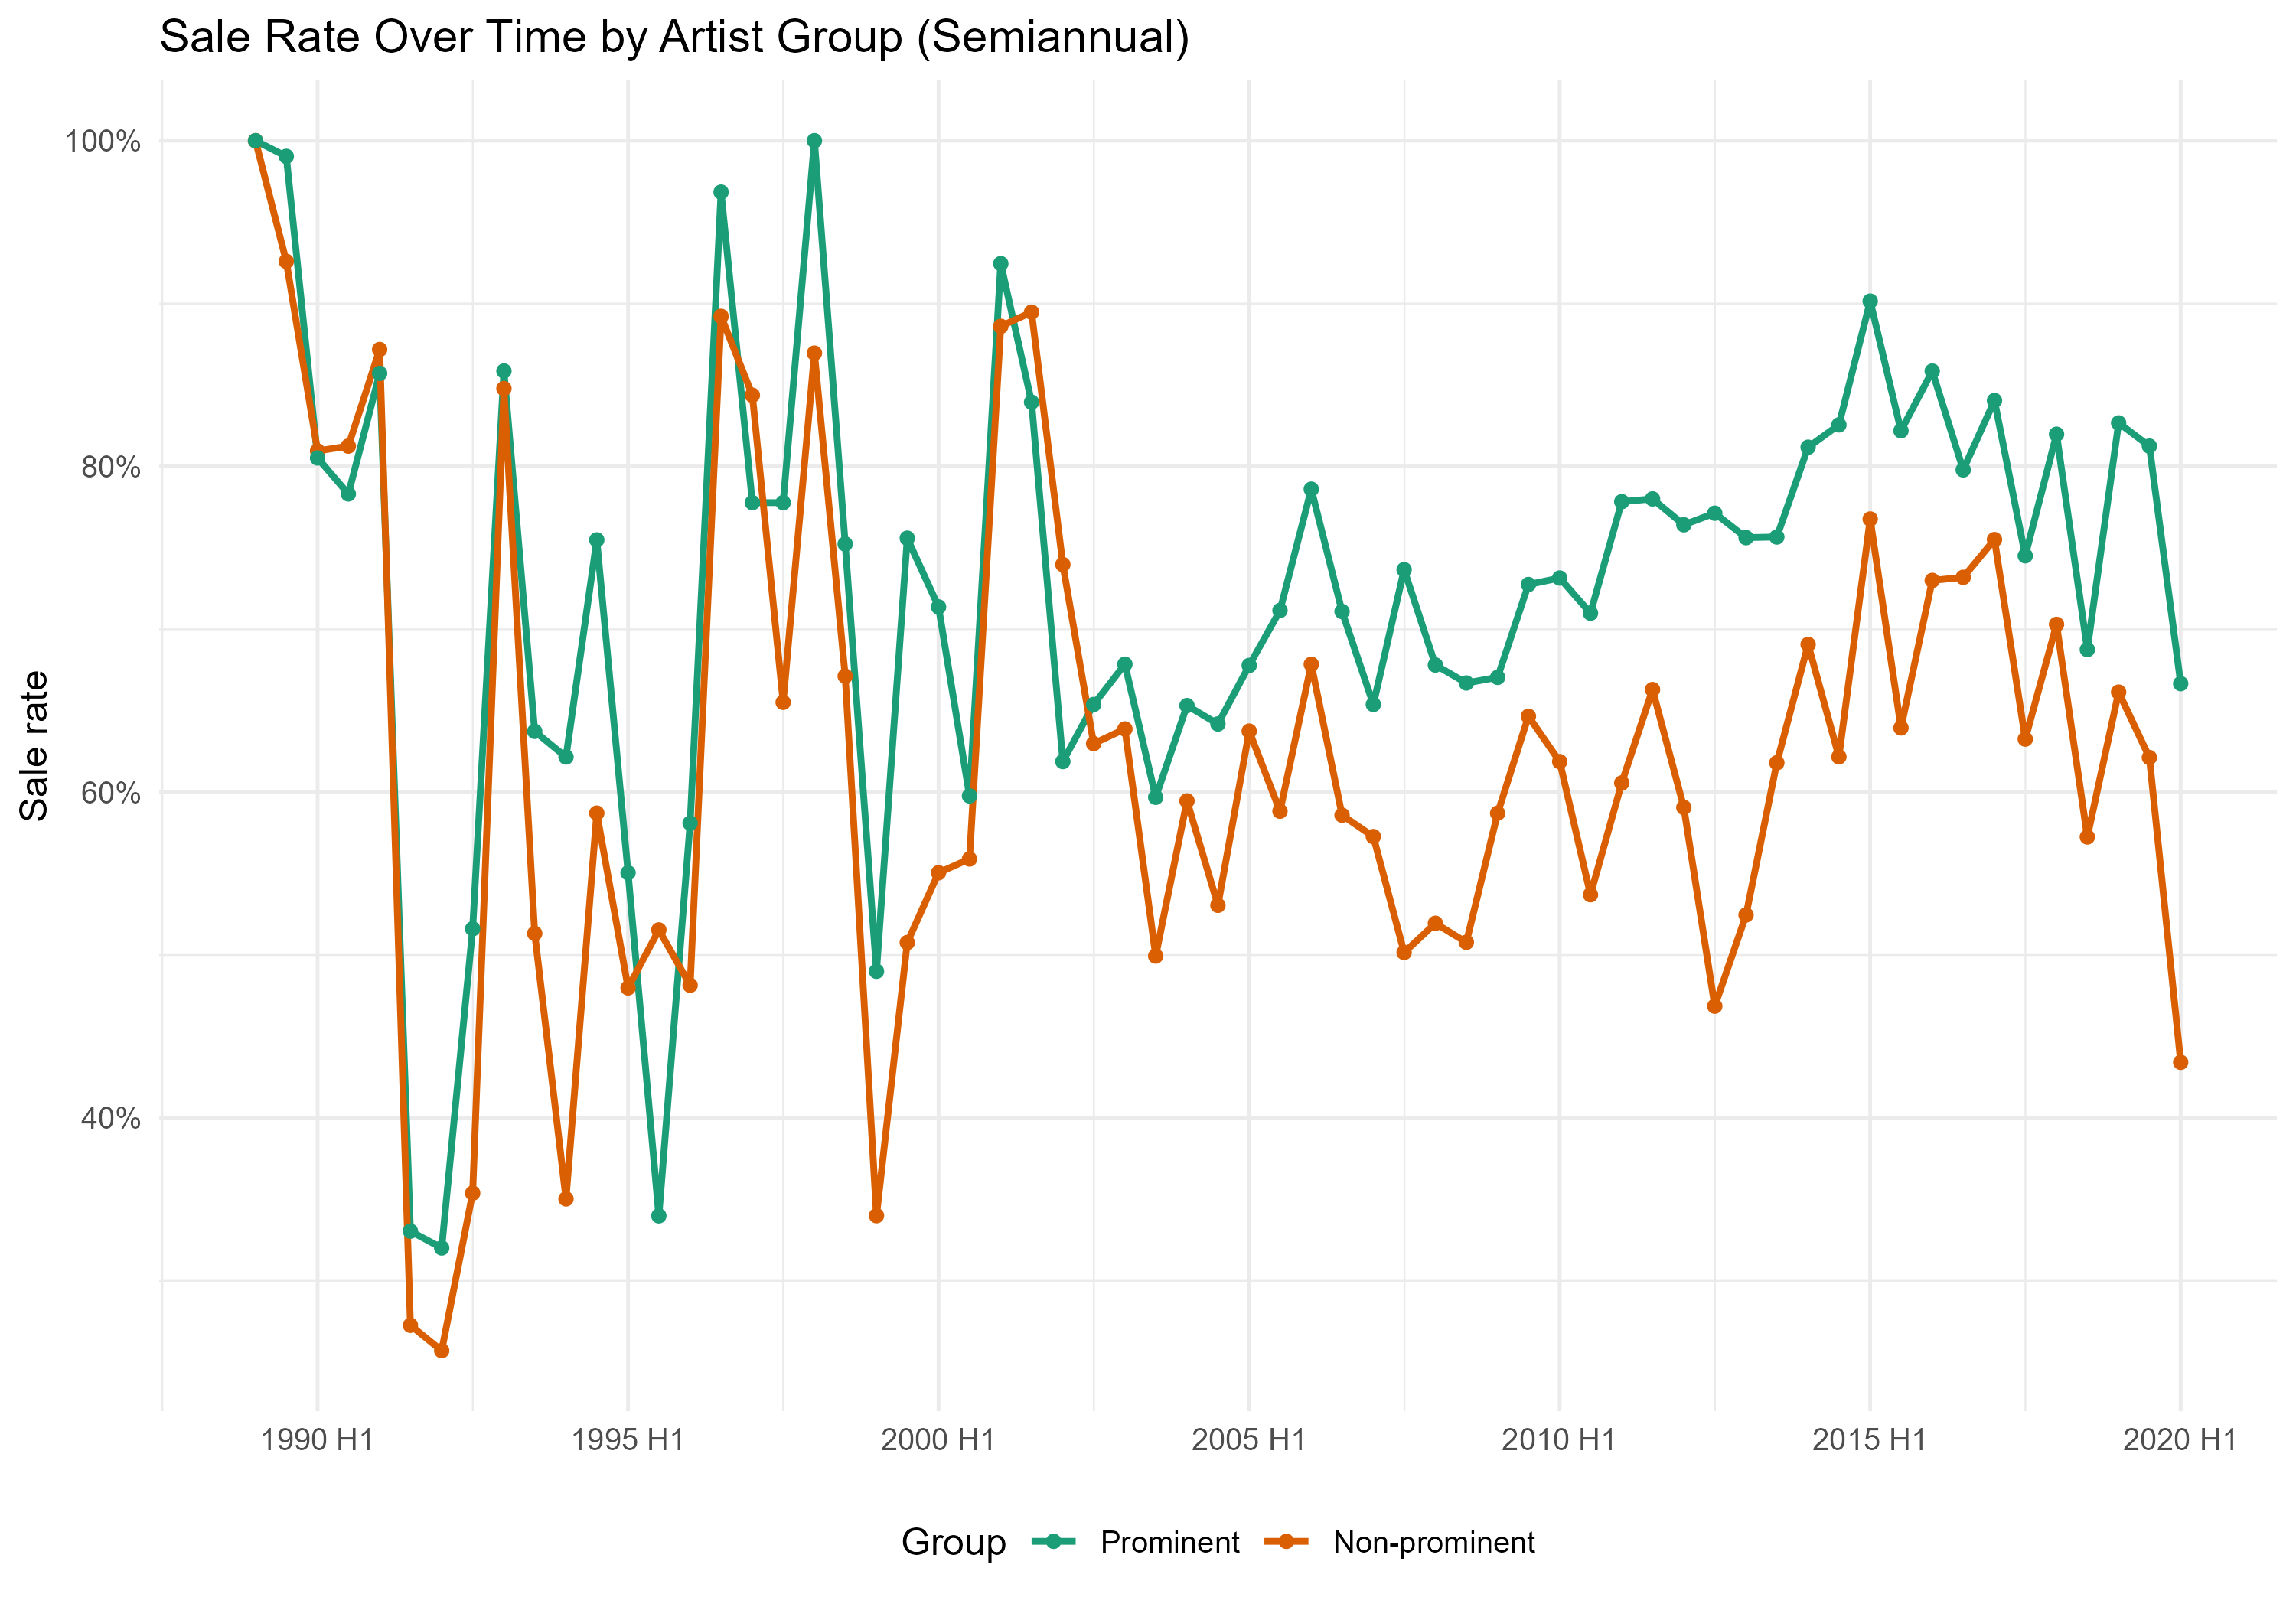 Sale Rate Over Time by Artist Group (Semiannual)
100%
80%
60%
40%
Sale rate
1990 H1 1995 H1 2000 H1 2005 H1 2010 H1 2015 H1 2020 H1
Group Prominent Non-prominent